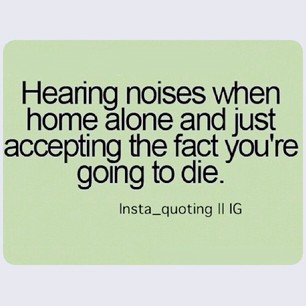 Hearing noises when
home alone and just
accepting the fact you're
going to die.
Insta_quoting || IG